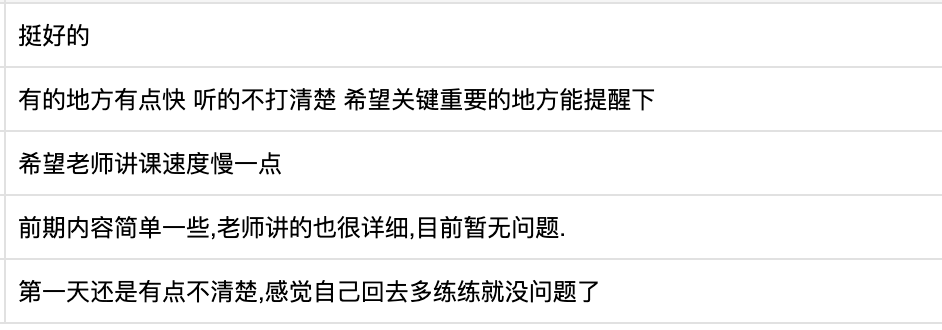 挺好的
有的地方有点快 听的不打清楚 希望关键重要的地方能提醒下
希望老师讲课速度慢一点
前期内容简单一些,老师讲的也很详细,目前暂无问题.
第一天还是有点不清楚,感觉自己回去多练练就没问题了